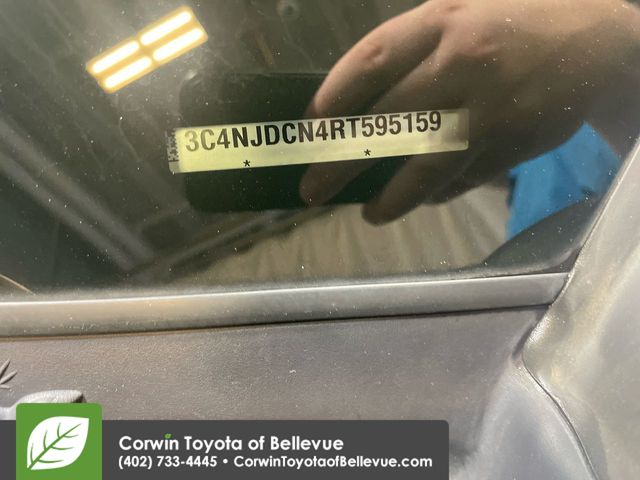 3C4NJDCN4RT595159
* *
Corwin Toyota of Bellevue
(402) 733-4445 • CorwinToyotaofBellevue.com